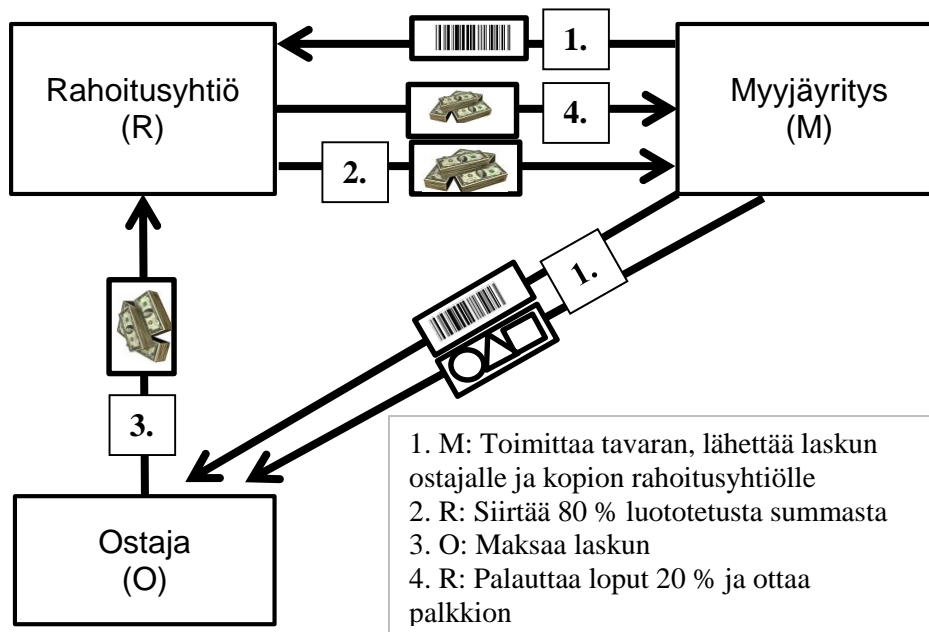 Rahoitusyhtiö
(R)
1.
Myyjäyritys
(M)
4.
2.
1.
3.
Ostaja
(O)
1. M: Toimittaa tavaran, lähettää laskun
ostajalle ja kopion rahoitusyhtiölle
2. R: Siirtää 80 % luototetusta summasta
3. O: Maksaa laskun
4. R: Palauttaa loput 20 % ja ottaa
palkkion